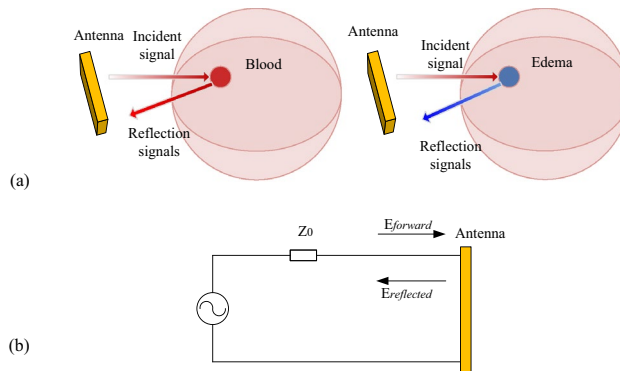 Antenna
Incident
signal
Blood
Reflection
signals
Antenna
Incident
signal
Edema
Reflection
signals
(a)
Z0
Eforward
Antenna
Ereflected
(b)